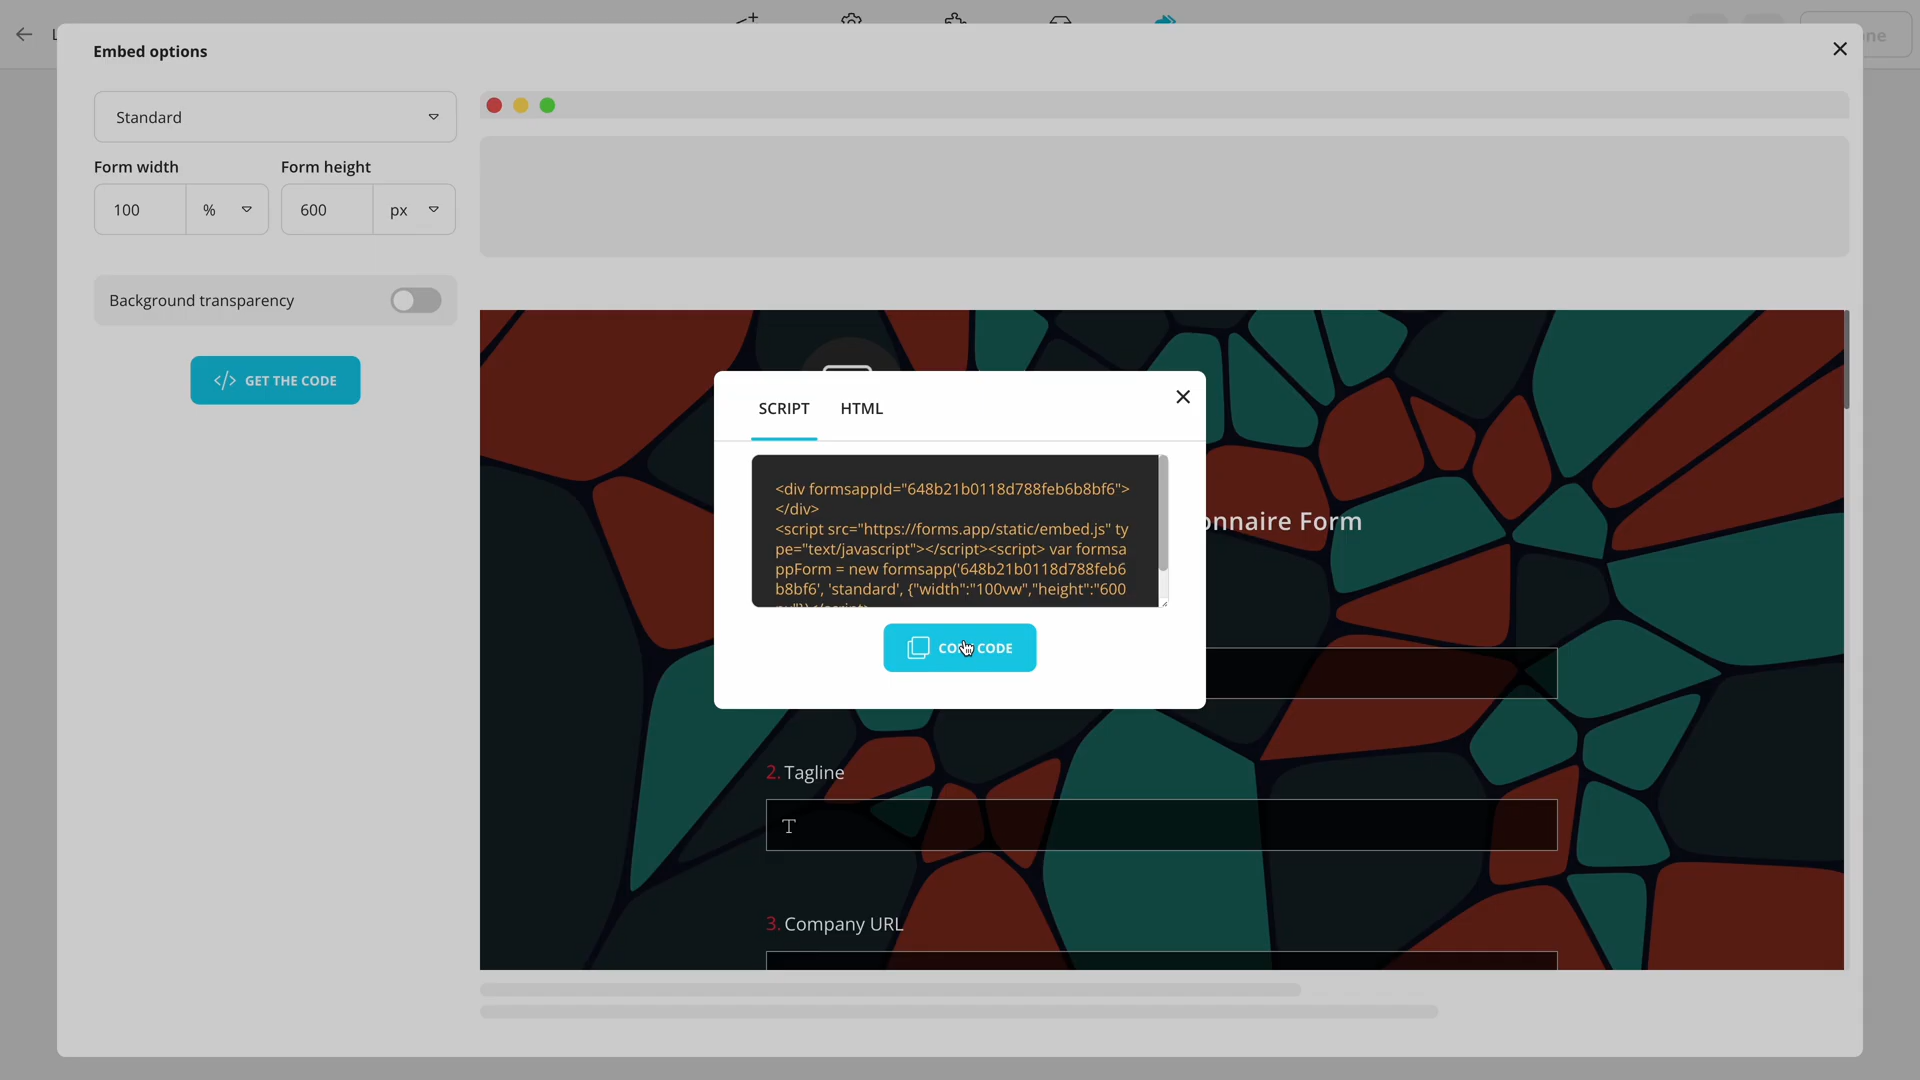 Embed options
Standard
Form width
Form height
100
%
600
px
Background transparency
</> GET THE CODE
SCRIPT
HTML
<div formsappId="648b21b0118d788feb6b8bf6">
</div>
<script src="https://forms.app/static/embed.js" ty
pe="text/javascript"></script><script> var formsa
ppForm = new formsapp('648b21b0118d788feb6
b8bf6', 'standard', {"width":"100vw","height":"600
CODE
Form
2. Tagline
T
3. Company URL